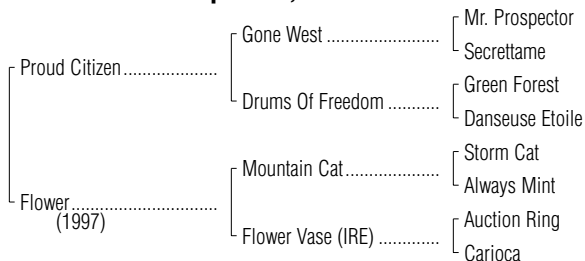 Mr. Prospector
Gone West ....................
Secrettame
Proud Citizen....................
Green Forest
Drums Of Freedom ...........
Danseuse Etoile
Storm Cat
Mountain Cat....................
Always Mint
Flower...............................
(1997)
Auction Ring
Flower Vase (IRE) .............
Carioca